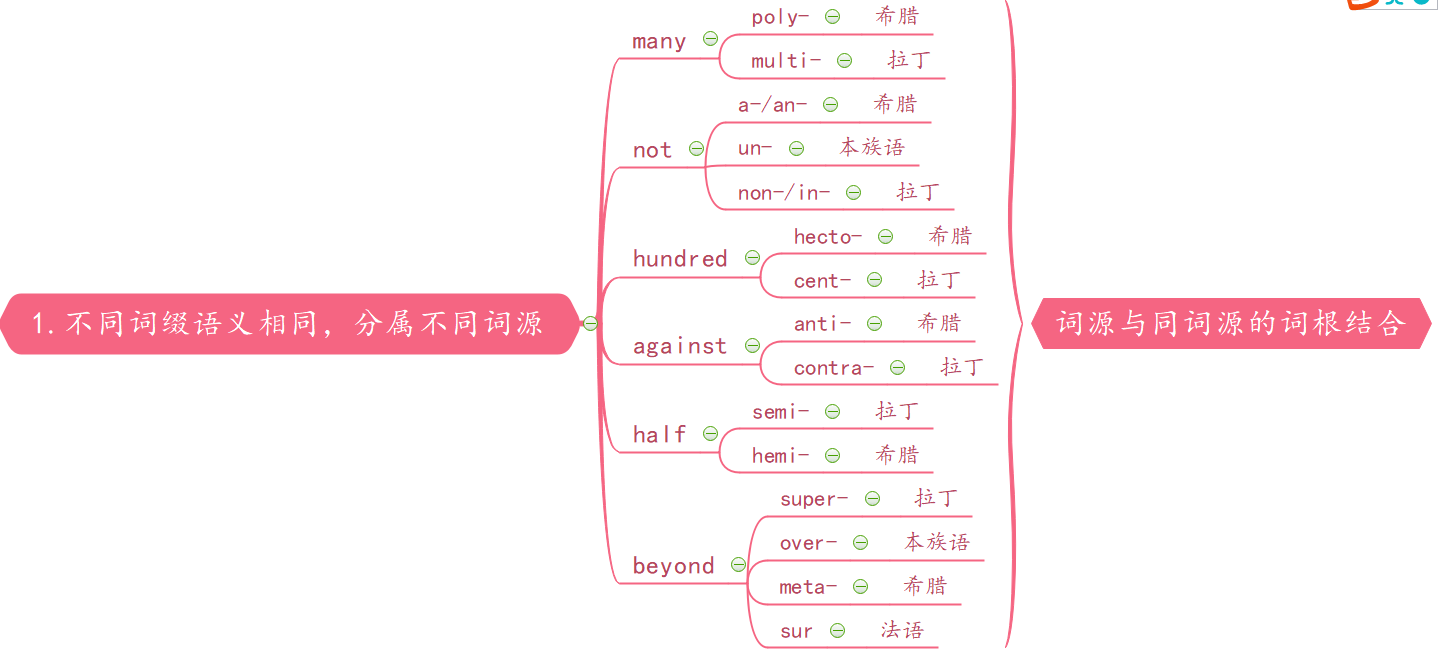 1.不同词缀语义相同，分属不同词源
many
poly- 希腊
multi- 拉丁
not
a-/an- 希腊
un- 本族语
non-/in- 拉丁
hundred
hecto- 希腊
cent- 拉丁
against
anti- 希腊
contra- 拉丁
half
semi- 拉丁
hemi- 希腊
beyond
super- 拉丁
over- 本族语
meta- 希腊
sur 法语
词源与同词源的词根结合